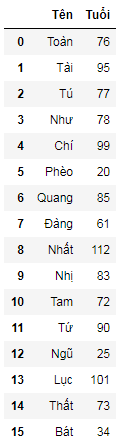 Tên Tuổi
0 Toàn 76
1 Tài 95
2 Tú 77
3 Như 78
4 Chí 99
5 Phèo 20
6 Quang 85
7 Đảng 61
8 Nhất 112
9 Nhị 83
10 Tam 72
11 Tứ 90
12 Ngũ 25
13 Lục 101
14 Thất 73
15 Bát 34